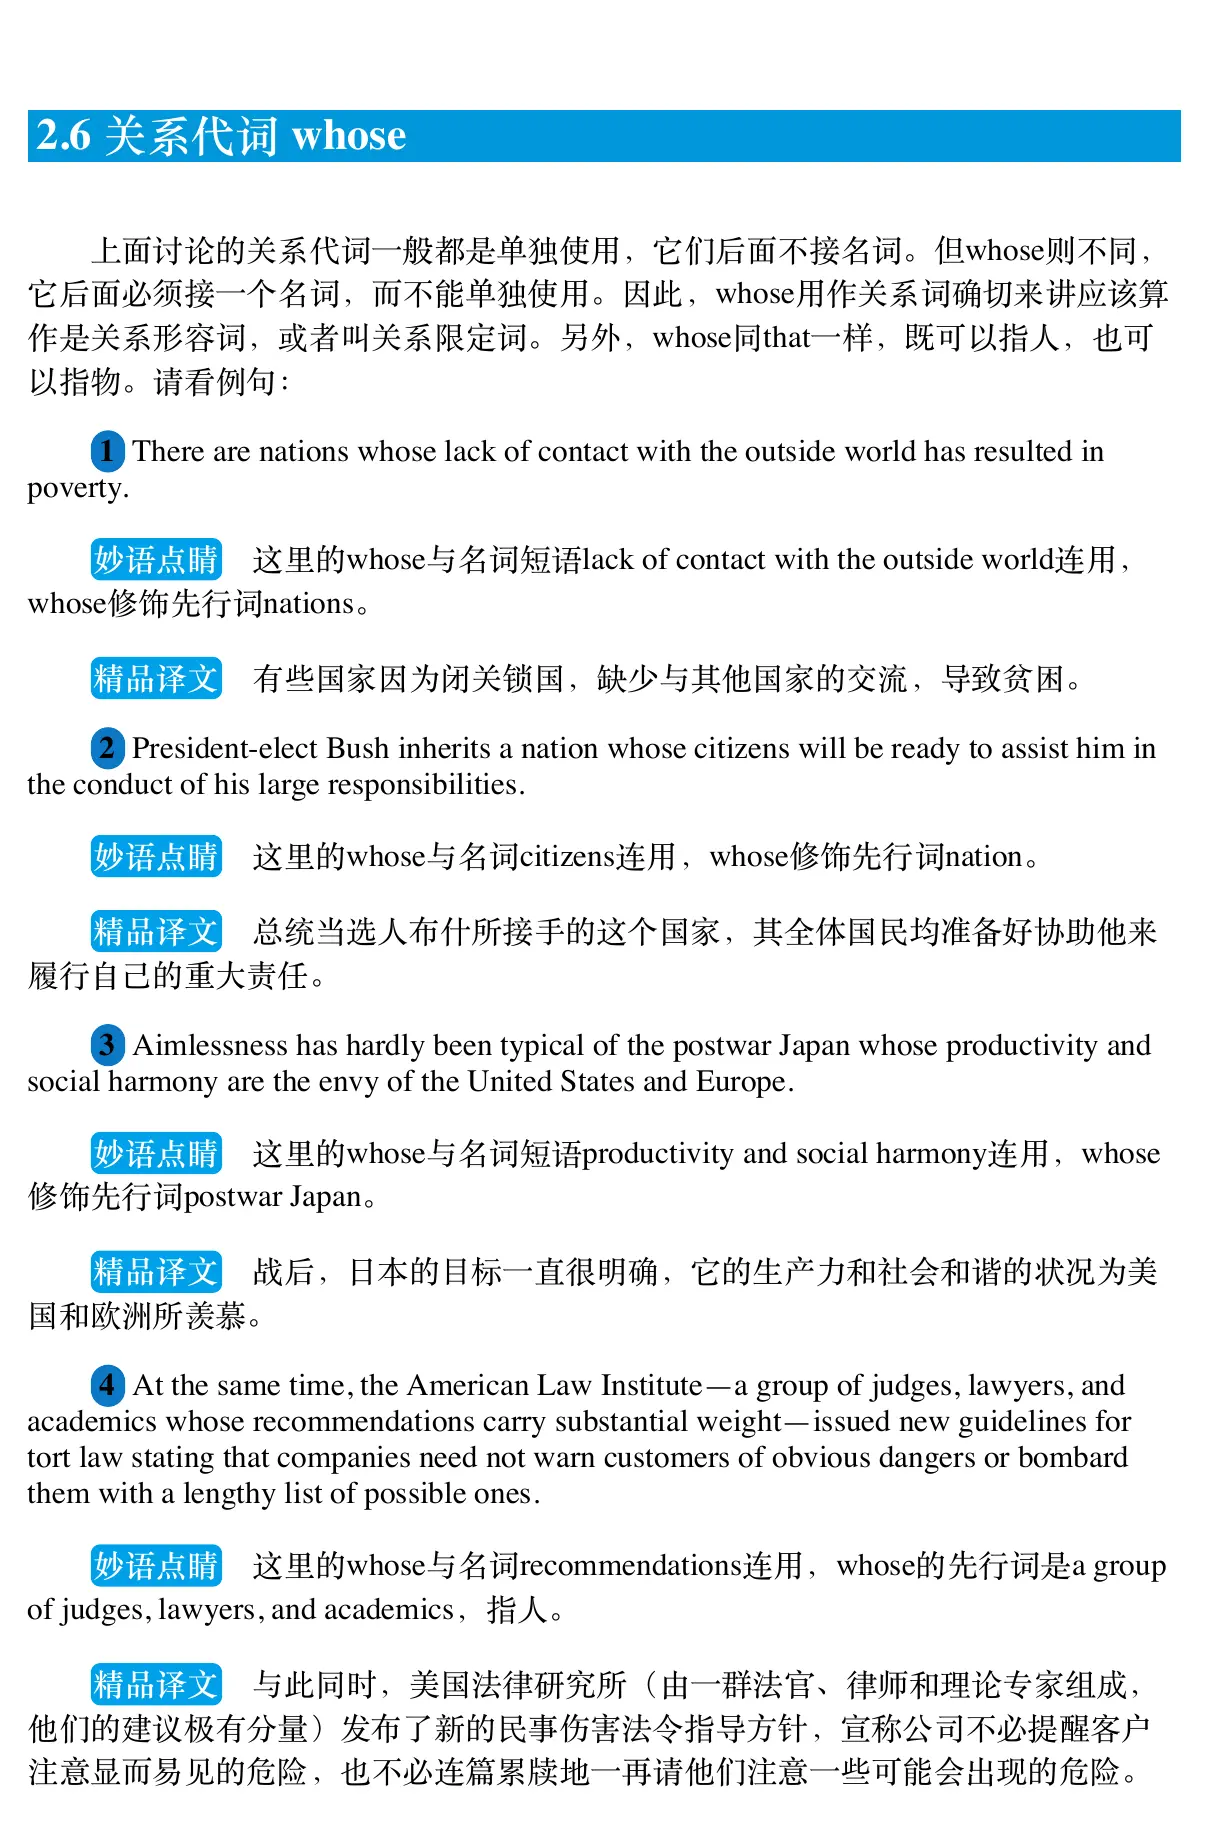 2.6 关系代词 whose
上面讨论的关系代词一般都是单独使用，它们后面不接名词。但whose则不同，
它后面必须接一个名词，而不能单独使用。因此，whose用作关系词确切来讲应该算
作是关系形容词，或者叫关系限定词。另外，whose同that一样，既可以指人，也可
以指物。请看例句：
1 There are nations whose lack of contact with the outside world has resulted in
poverty.
妙语点睛 这里的whose与名词短语lack of contact with the outside world连用，
whose修饰先行词nations。
精品译文 有些国家因为闭关锁国，缺少与其他国家的交流，导致贫困。
2 President-elect Bush inherits a nation whose citizens will be ready to assist him in
the conduct of his large responsibilities.
妙语点睛 这里的whose与名词citizens连用，whose修饰先行词nation。
精品译文 总统当选人布什所接手的这个国家，其全体国民均准备好协助他来
履行自己的重大责任。
3 Aimlessness has hardly been typical of the postwar Japan whose productivity and
social harmony are the envy of the United States and Europe.
妙语点睛 这里的whose与名词短语productivity and social harmony连用，whose
修饰先行词postwar Japan。
精品译文 战后，日本的目标一直很明确，它的生产力和社会和谐的状况为美
国和欧洲所羡慕。
4 At the same time, the American Law Institute—a group of judges, lawyers, and
academics whose recommendations carry substantial weight—issued new guidelines for
tort law stating that companies need not warn customers of obvious dangers or bombard
them with a lengthy list of possible ones.
妙语点睛 这里的whose与名词recommendations连用，whose的先行词是a group
of judges, lawyers, and academics，指人。
精品译文 与此同时，美国法律研究所（由一群法官、律师和理论专家组成，
他们的建议极有分量）发布了新的民事伤害法令指导方针，宣称公司不必提醒客户
注意显而易见的危险，也不必连篇累牍地一再请他们注意一些可能会出现的危险。